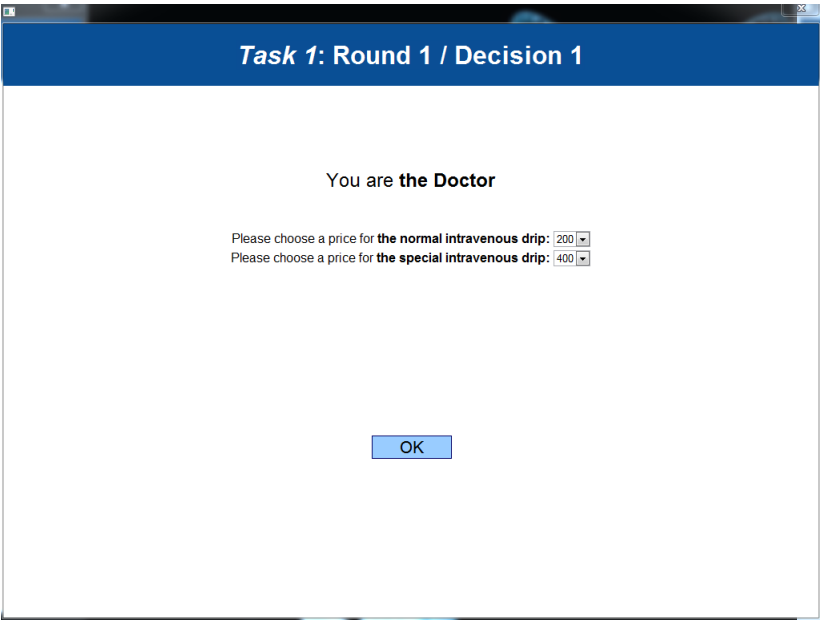 Task 1: Round 1 / Decision 1
You are the Doctor
Please choose a price for the normal intravenous drip: 200
Please choose a price for the special intravenous drip: 400
OK